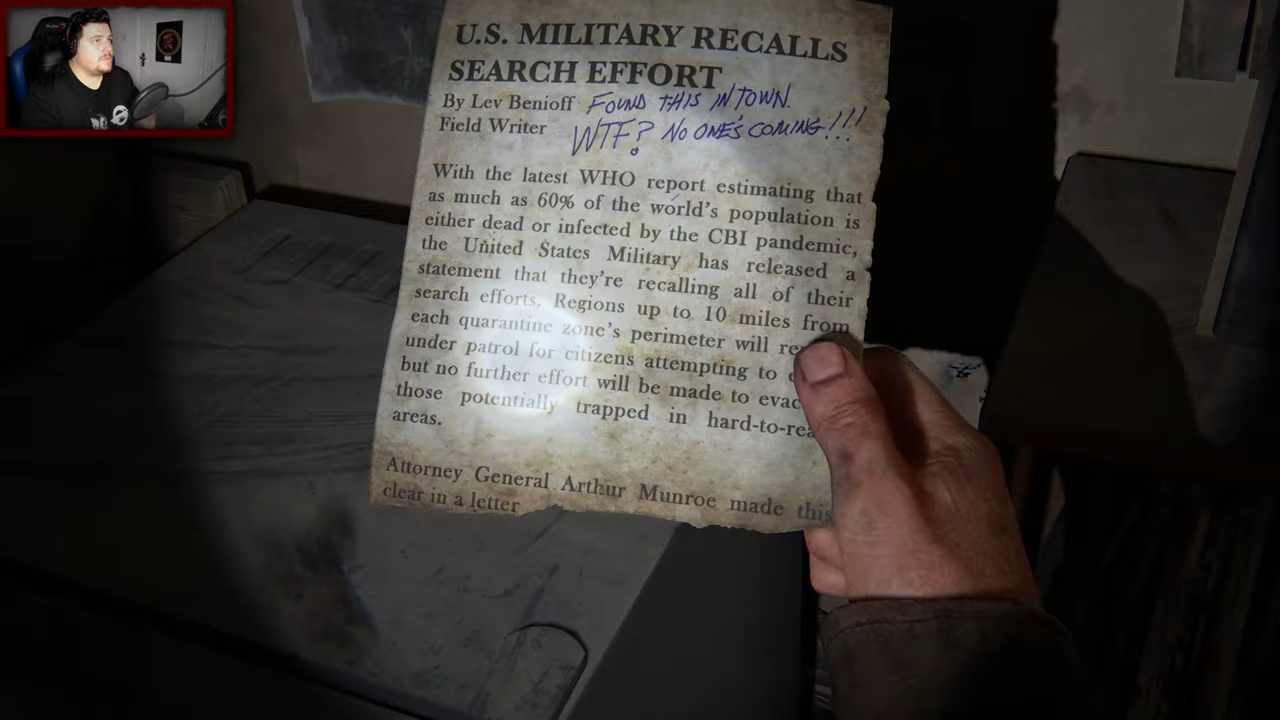 U.S. MILITARY RECALLS
SEARCH EFFORT
By Lev Benioff FOUND THIS IN TOWN.
Field Writer WTF? NO ONE'S COMING!!!
With the latest WHO report estimating that
as much as 60% of the world's population is
either dead or infected by the CBI pandemic,
the United States Military has released a
statement that they're recalling all of their
search efforts. Regions up to 10 miles from
each quarantine zone's perimeter will
under patrol for citizens attempting to
but no further effort will be made to
those potentially trapped in
areas.
Attorney General Arthur Munroe made this
clear in a letter